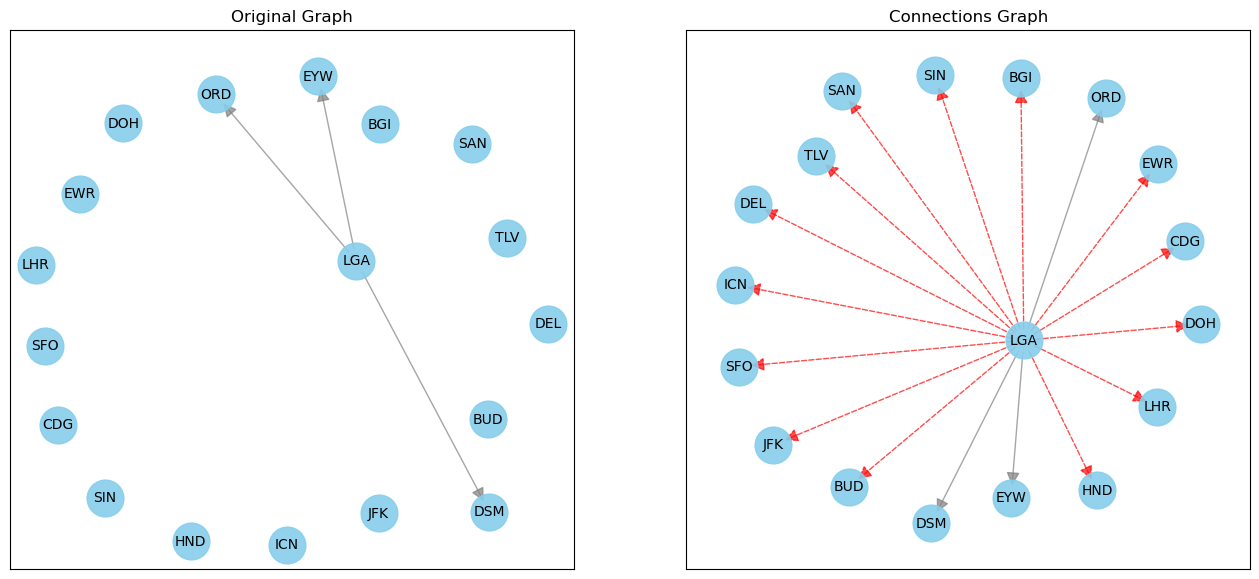 Original Graph
EYW
ORD
DOH
BGI
SAN
EWR
TLV
LHR
LGA
DEL
SFO
CDG
BUD
SIN
DSM
HND
ICN
JFK
Connections Graph
SIN
BGI
SAN
ORD
TLV
EWR
DEL
CDG
ICN
DOH
LGA
SFO
LHR
JFK
BUD
HND
EYW
DSM